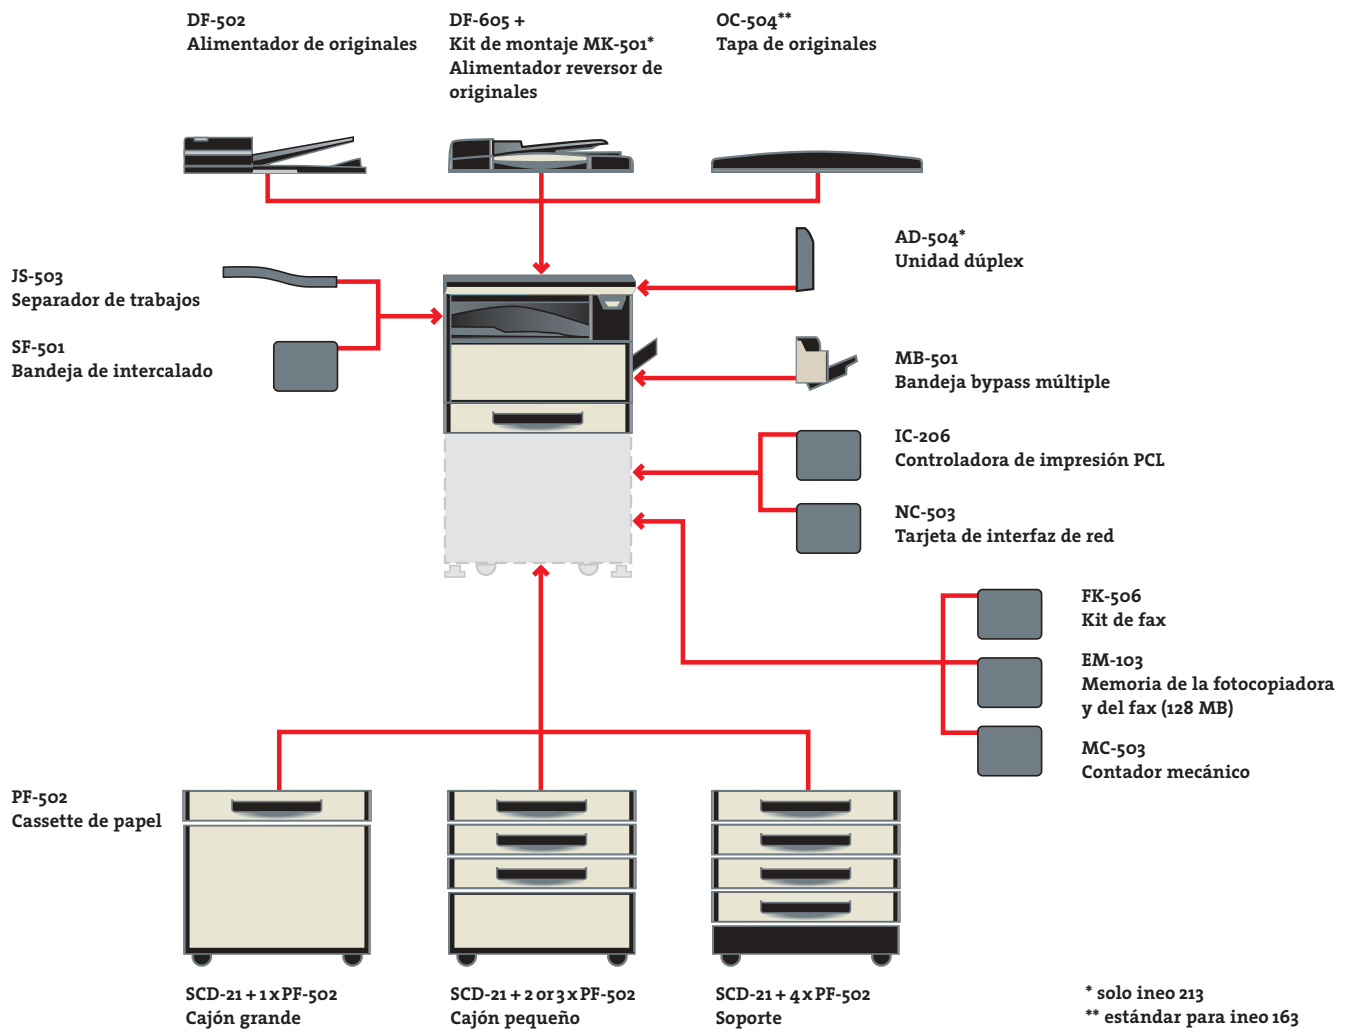 DF-502
Alimentador de originales
DF-605 +
Kit de montaje MK-501*
Alimentador reversor de
originales
OC-504**
Tapa de originales
AD-504*
Unidad dúplex
JS-503
Separador de trabajos
SF-501
Bandeja de intercalado
MB-501
Bandeja bypass múltiple
IC-206
Controladora de impresión PCL
NC-503
Tarjeta de interfaz de red
FK-506
Kit de fax
EM-103
Memoria de la fotocopiadora
y del fax (128 MB)
MC-503
Contador mecánico
PF-502
Cassette de papel
SCD-21 + 1 x PF-502
Cajón grande
SCD-21 + 2 or 3 x PF-502
Cajón pequeño
SCD-21 + 4 x PF-502
Soporte
* solo ineo 213
** estándar para ineo 163